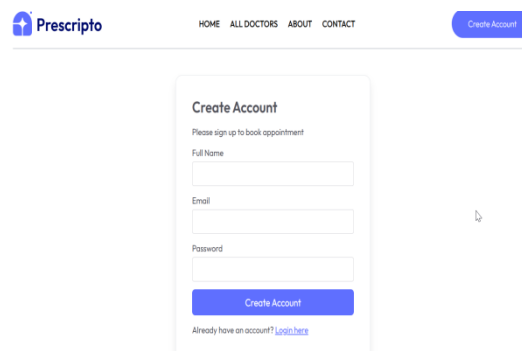 Prescripto
HOME ALL DOCTORS ABOUT CONTACT
Create Account
Create Account
Please sign up to book appointment
Full Name
Email
Password
Create Account
Already have an account? Login here